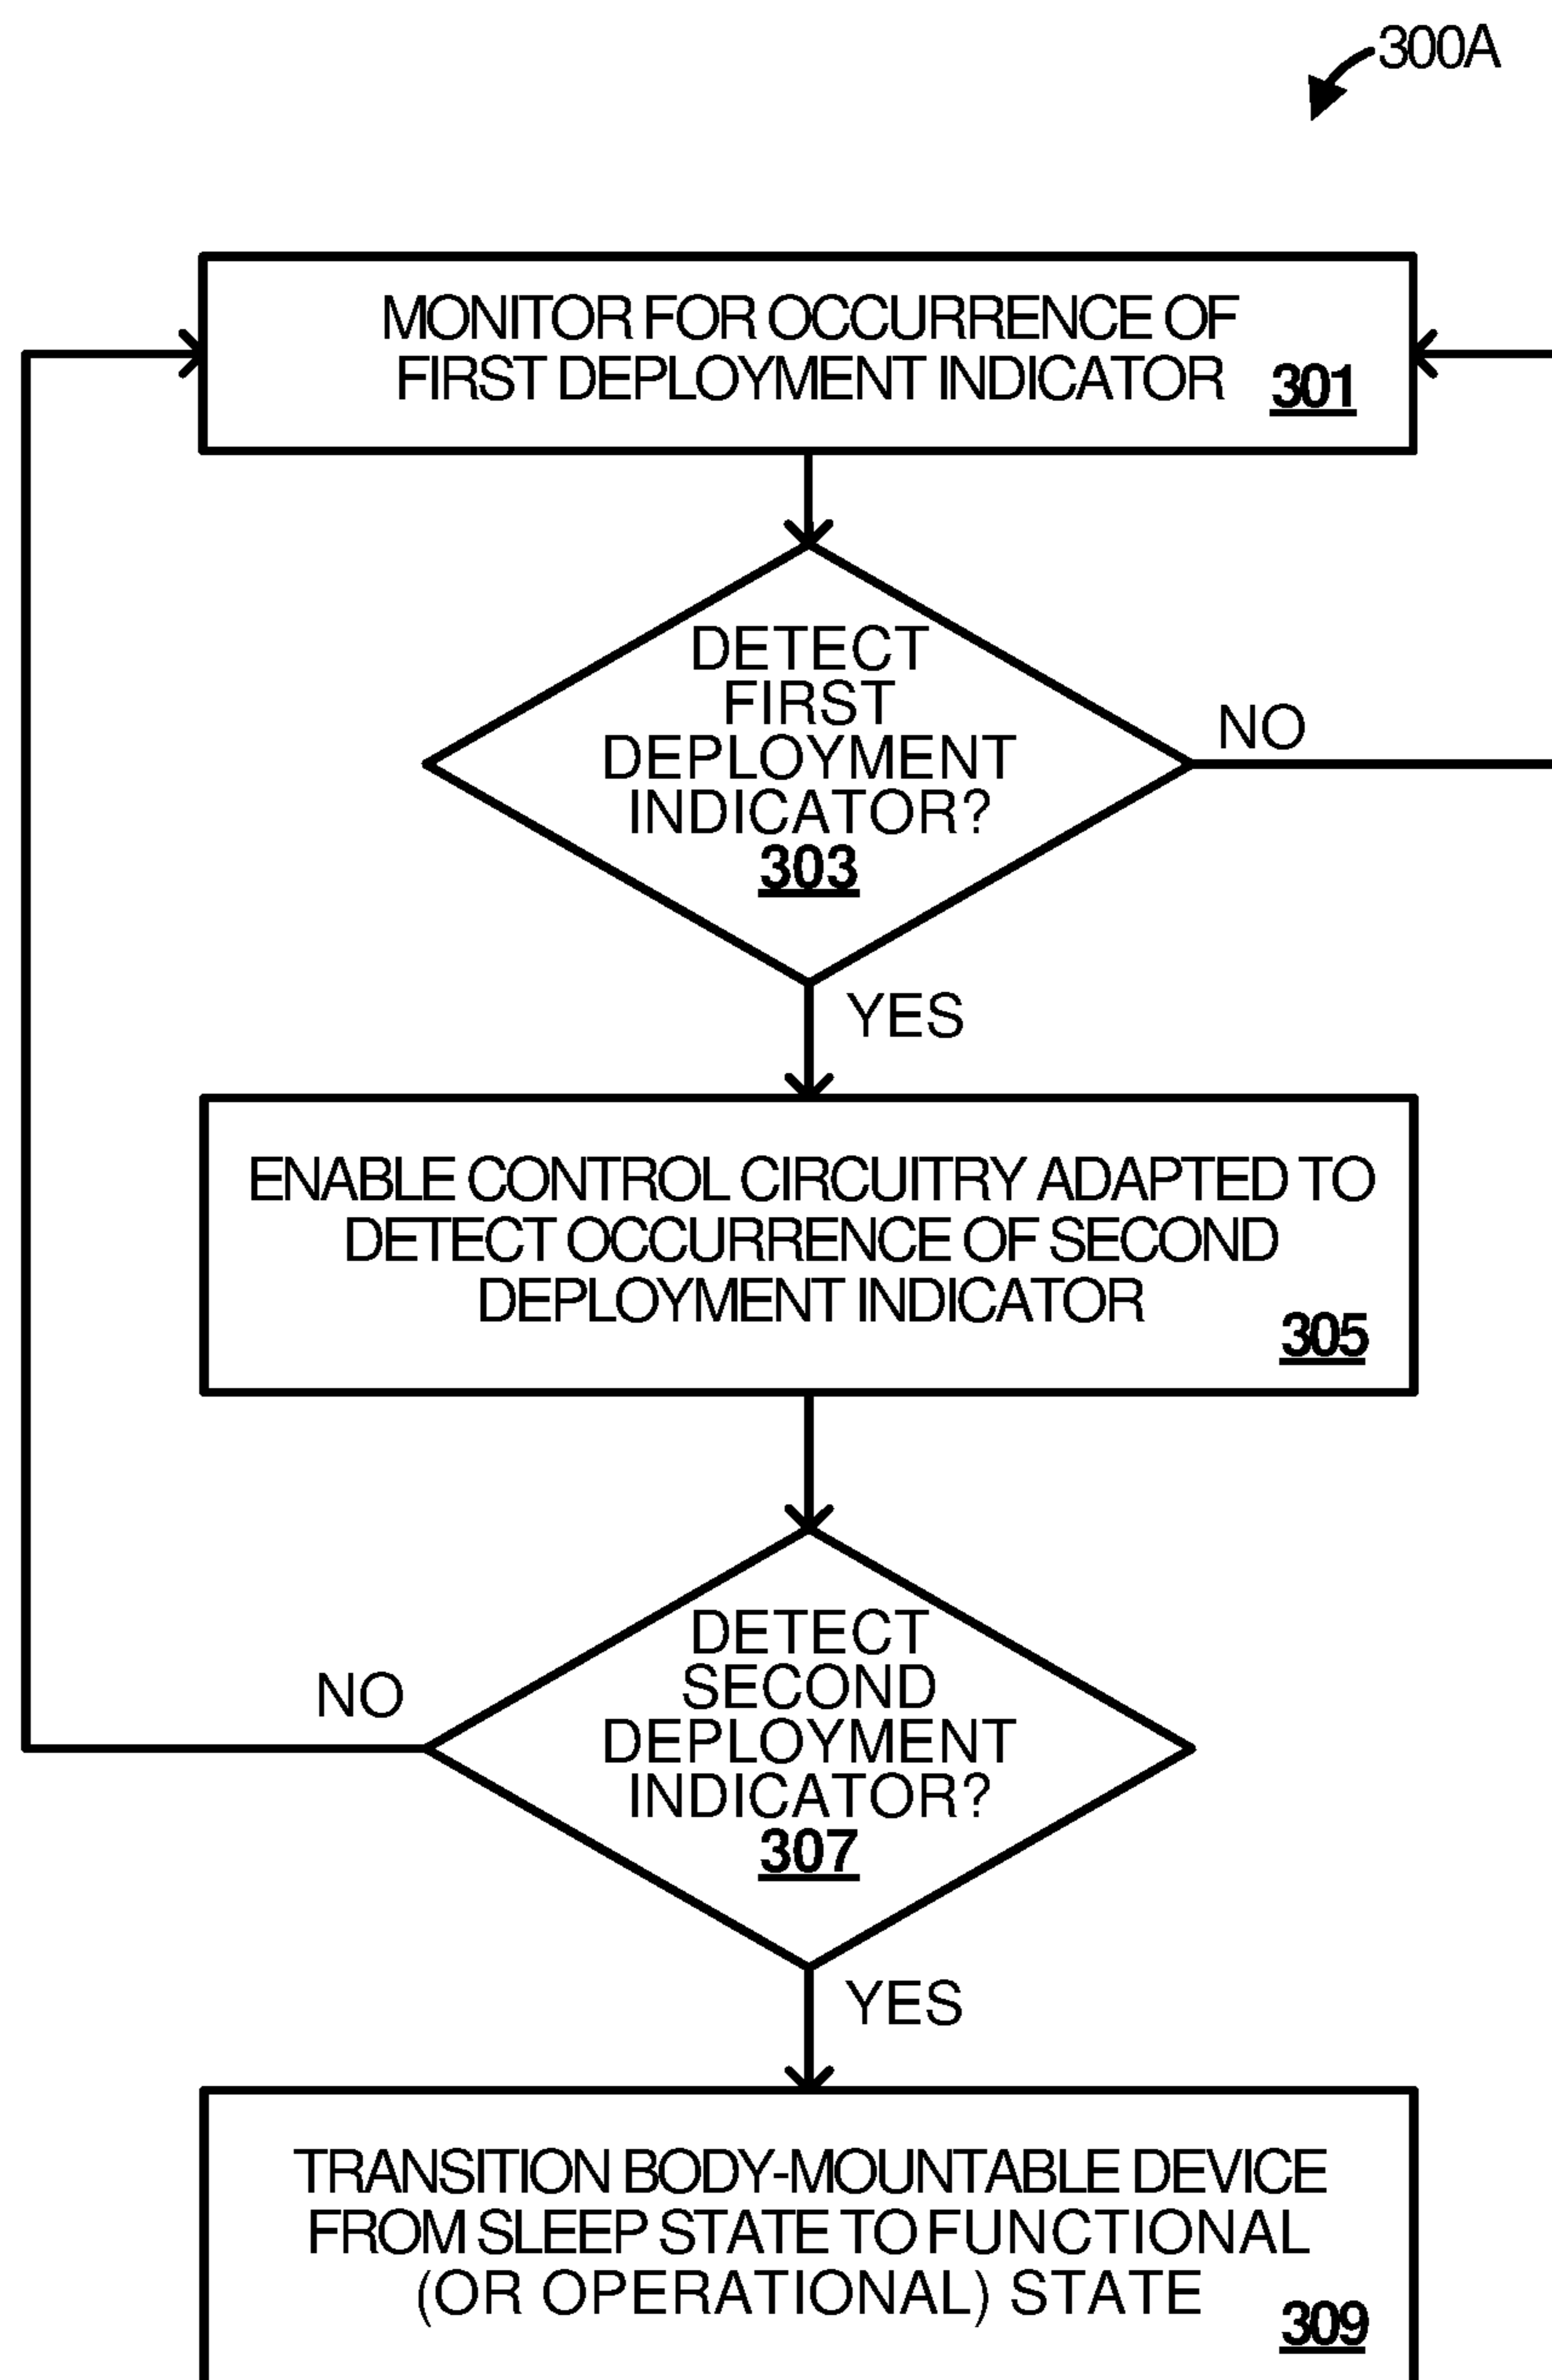 300A
MONITOR FOR OCCURRENCE OF
FIRST DEPLOYMENT INDICATOR 301
DETECT
FIRST
DEPLOYMENT
INDICATOR?
303
NO
YES
ENABLE CONTROL CIRCUITRY ADAPTED TO
DETECT OCCURRENCE OF SECOND
DEPLOYMENT INDICATOR
305
DETECT
SECOND
DEPLOYMENT
INDICATOR?
307
NO
YES
TRANSITION BODY-MOUNTABLE DEVICE
FROM SLEEP STATE TO FUNCTIONAL
(OR OPERATIONAL) STATE
309